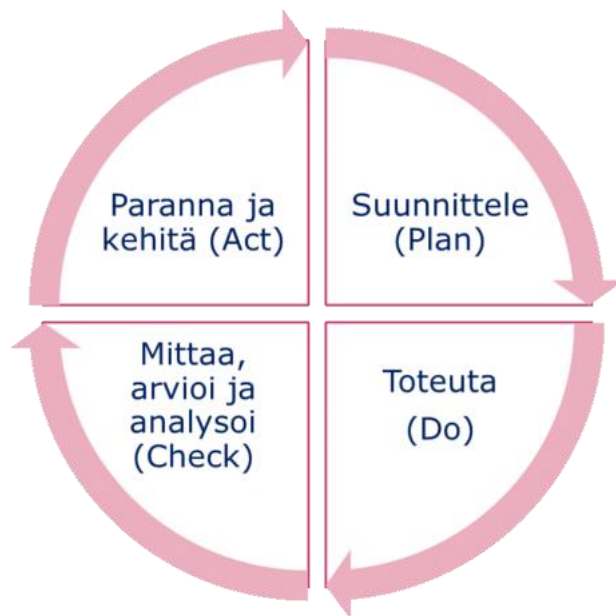 Paranna ja
kehitä (Act)
Suunnittele
(Plan)
Mittaa,
arvioi ja
analysoi
(Check)
Toteuta
(Do)